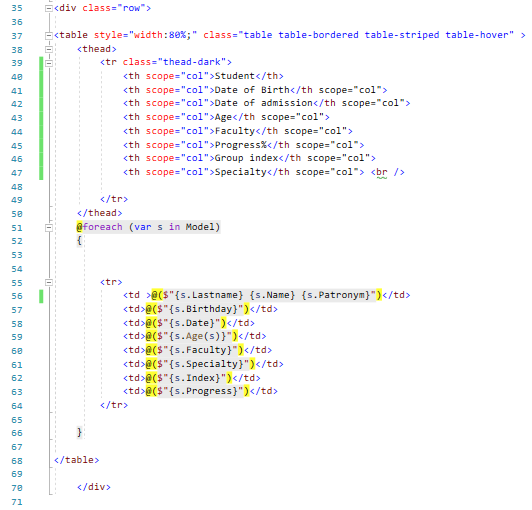 35 <div class="row">
36
37 <table style="width:80%;" class="table table-bordered table-striped table-hover" >
38 <thead>
39 <tr class="thead-dark">
40 <th scope="col">Student</th>
41 <th scope="col">Date of Birth</th scope="col">
42 <th scope="col">Date of admission</th scope="col">
43 <th scope="col">Age</th scope="col">
44 <th scope="col">Faculty</th scope="col">
45 <th scope="col">Progress%</th scope="col">
46 <th scope="col">Group index</th scope="col">
47 <th scope="col">Specialty</th scope="col"> <br />
48
49 </tr>
50 </thead>
51 @foreach (var s in Model)
52 {
53
54
55 <tr>
56 <td >@($"{s.Lastname} {s.Name} {s.Patronym}")</td>
57 <td>@($"{s.Birthday}")</td>
58 <td>@($"{s.Date}")</td>
59 <td>@($"{s.Age(s)}")</td>
60 <td>@($"{s.Faculty}")</td>
61 <td>@($"{s.Specialty}")</td>
62 <td>@($"{s.Index}")</td>
63 <td>@($"{s.Progress}")</td>
64 </tr>
65
66 }
67
68 </table>
69
70 </div>
71